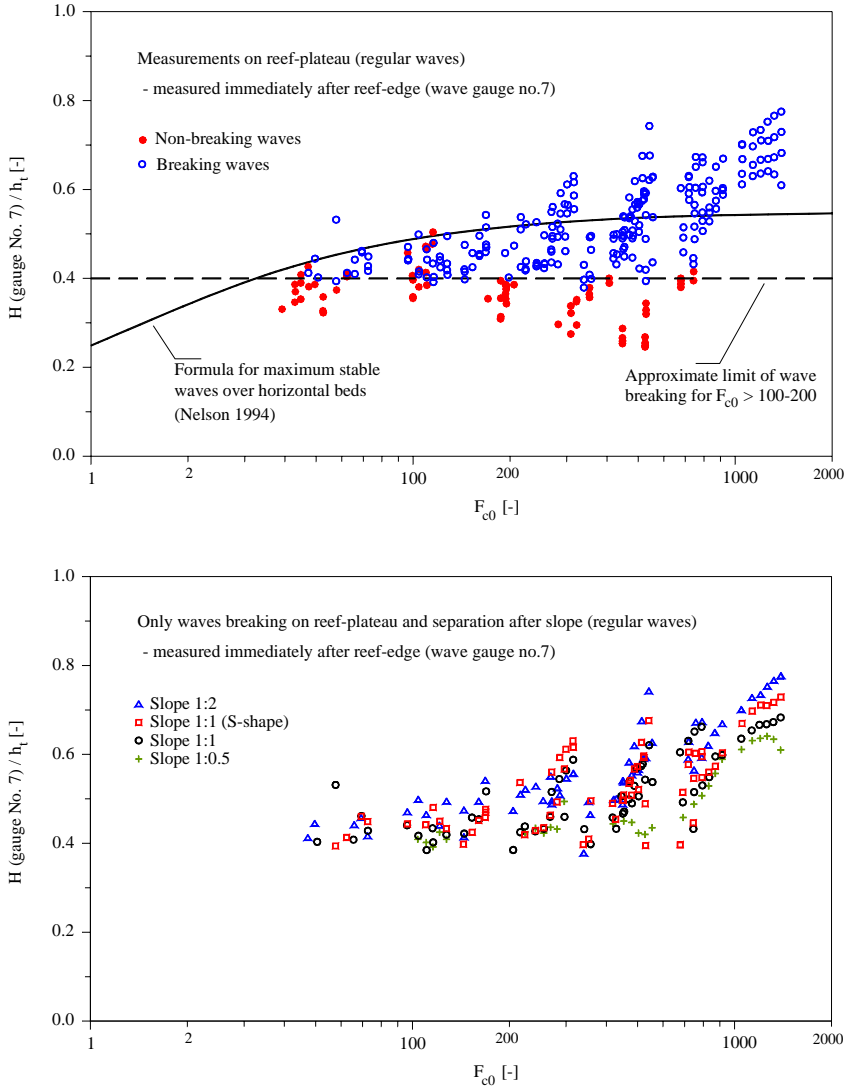 1.0
Measurements on reef-plateau (regular waves)
- measured immediately after reef-edge (wave gauge no.7)
0.8
Non-breaking waves
Breaking waves
0.6
H (gauge No. 7) / ht [-]
0.4
0.2
Formula for maximum stable
waves over horizontal beds
(Nelson 1994)
Approximate limit of wave
breaking for Fc0 > 100-200
0.0
1 2 100 200 1000 2000
Fc0 [-]
1.0
Only waves breaking on reef-plateau and separation after slope (regular waves)
- measured immediately after reef-edge (wave gauge no.7)
0.8
Slope 1:2
Slope 1:1 (S-shape)
Slope 1:1
Slope 1:0.5
0.6
H (gauge No. 7) / ht [-]
0.4
0.2
0.0
1 2 100 200 1000 2000
Fc0 [-]